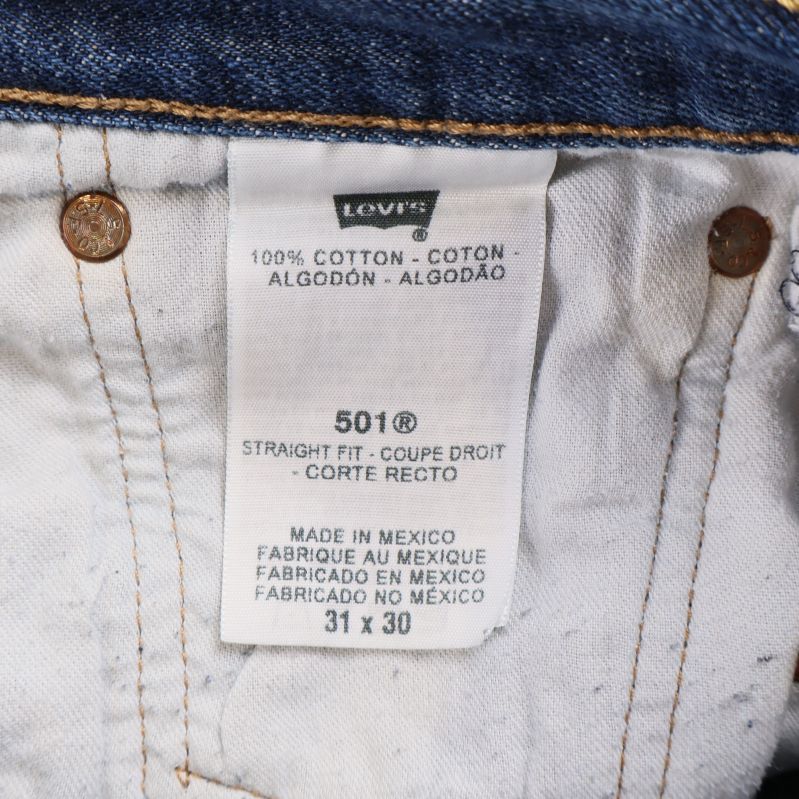 Levi's
®
100% COTTON - COTON -
ALGODÓN - ALGODÃO
501®
STRAIGHT FIT - COUPE DROIT
- CORTE RECTO
MADE IN MEXICO
FABRIQUE AU MEXIQUE
FABRICADO EN MEXICO
FABRICADO NO MÉXICO
31 x 30